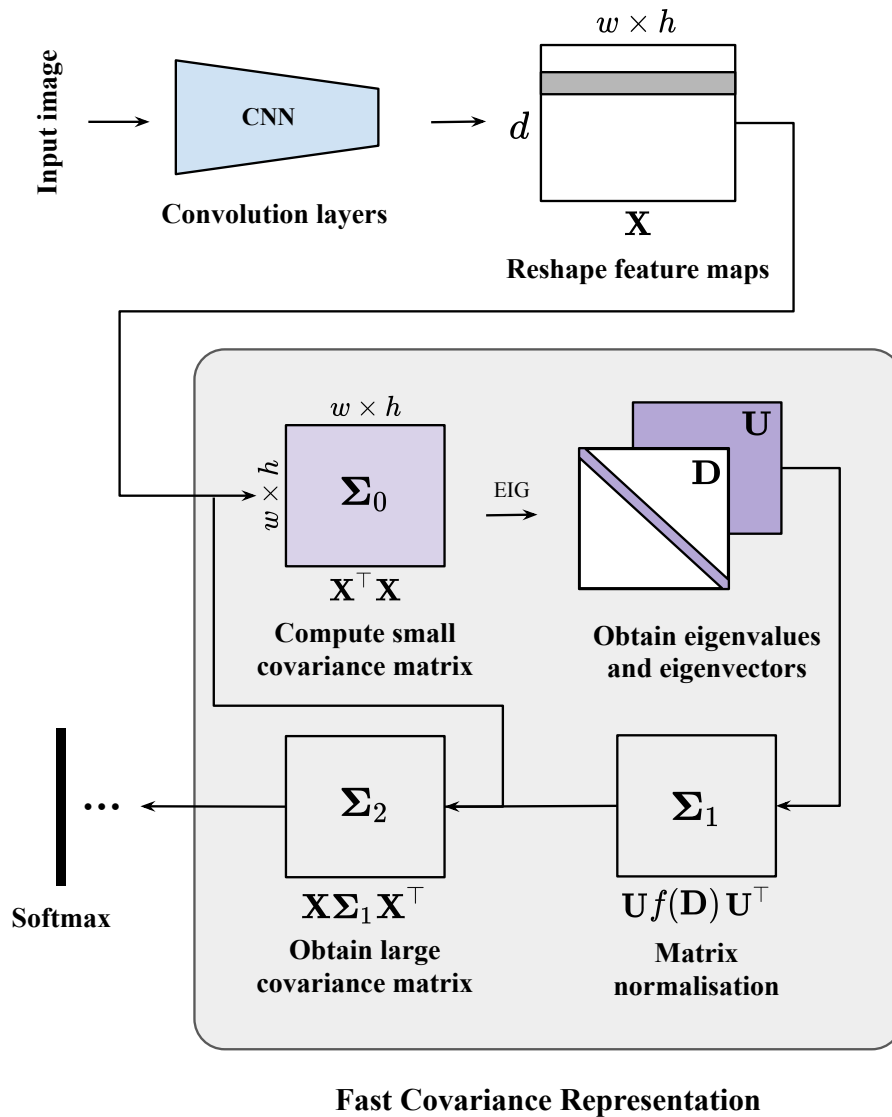 Input image
CNN
Convolution layers
w × h
d
X
Reshape feature maps
w × h
w × h
Σ₀
X⊤X
Compute small
covariance matrix
EIG
U
D
Obtain eigenvalues
and eigenvectors
Σ₁
Uf(D)U⊤
Matrix
normalisation
Σ₂
XΣ₁X⊤
Obtain large
covariance matrix
...
Softmax
Fast Covariance Representation